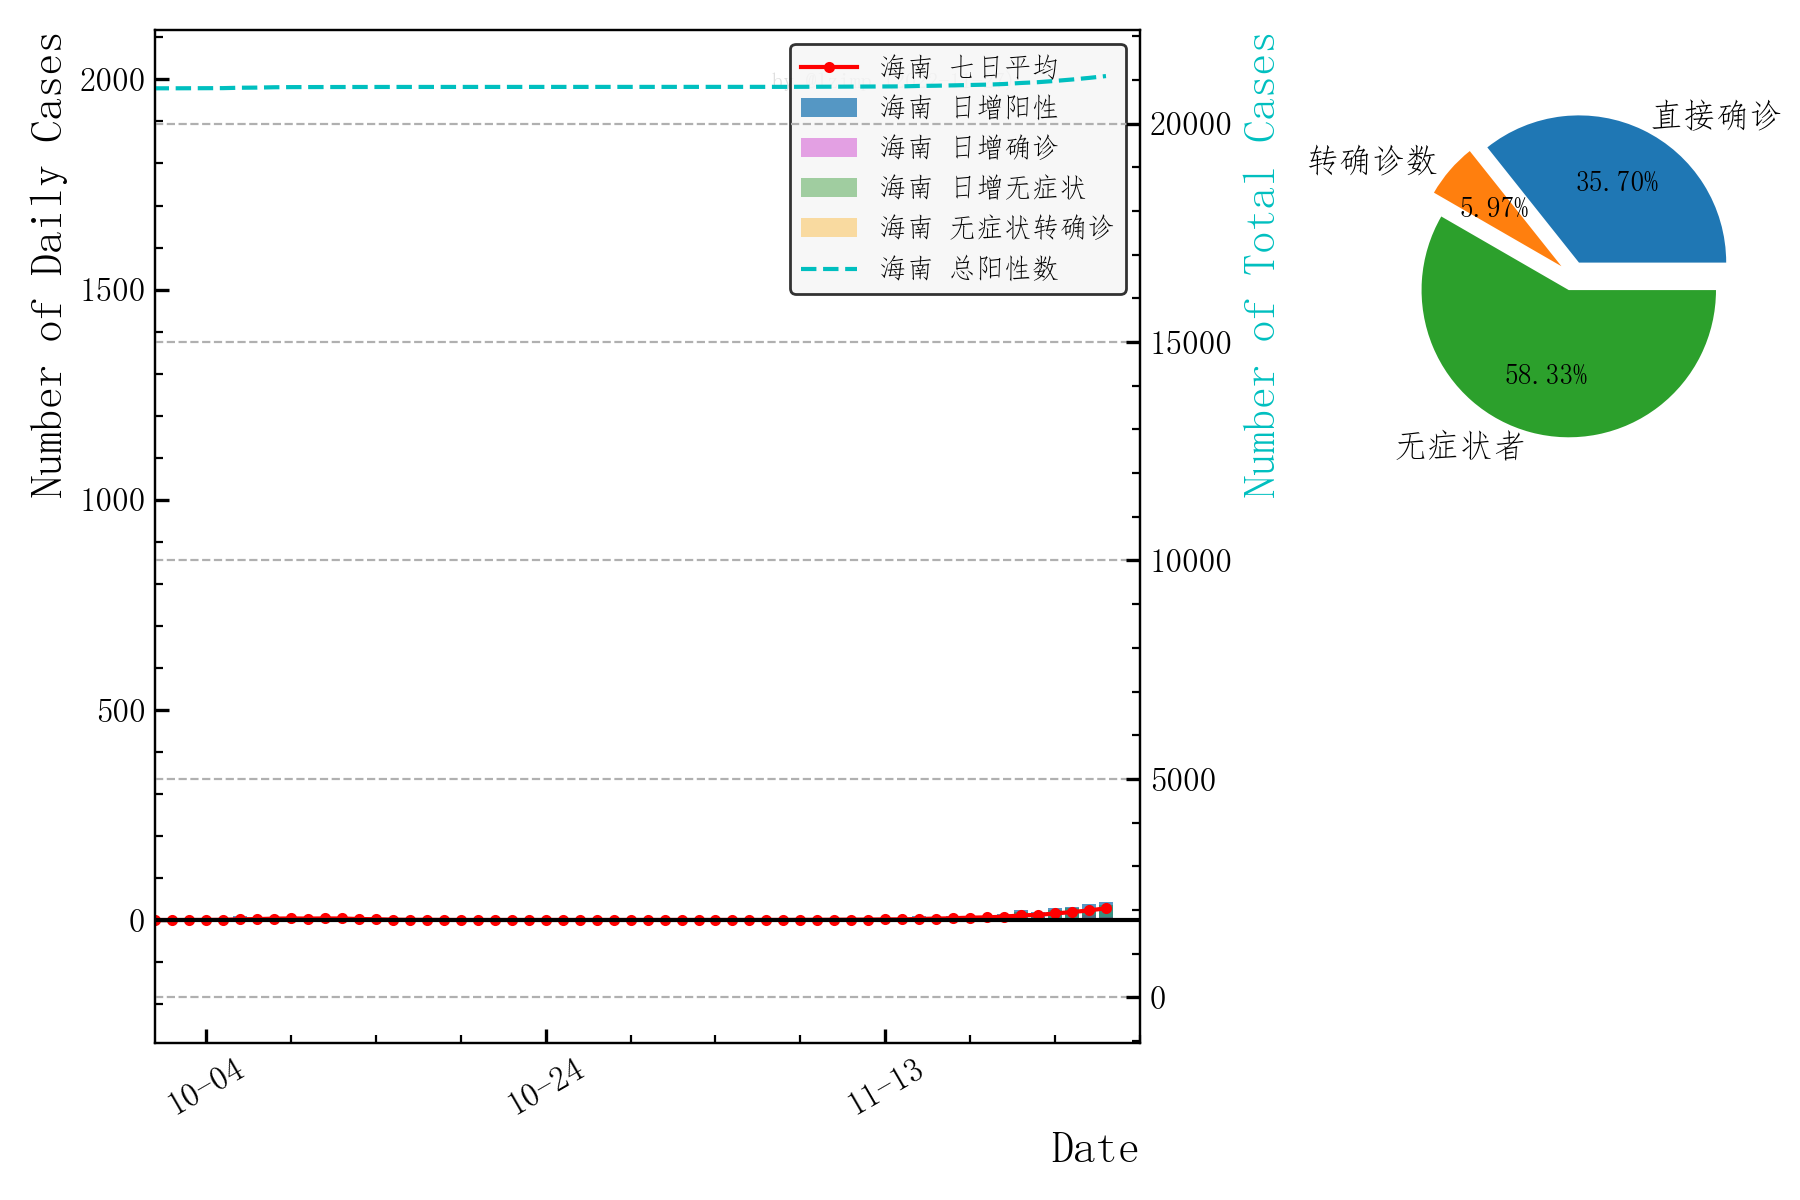 Number of Daily Cases
2000
1500
1000
500
0
海南 七日平均
海南 日增阳性
海南 日增确诊
海南 日增无症状
海南 无症状转确诊
海南 总阳性数
20000
15000
10000
5000
0
Number of Total Cases
10-04
10-24
11-13
Date
直接确诊
转确诊数
35.70%
5.97%
58.33%
无症状者